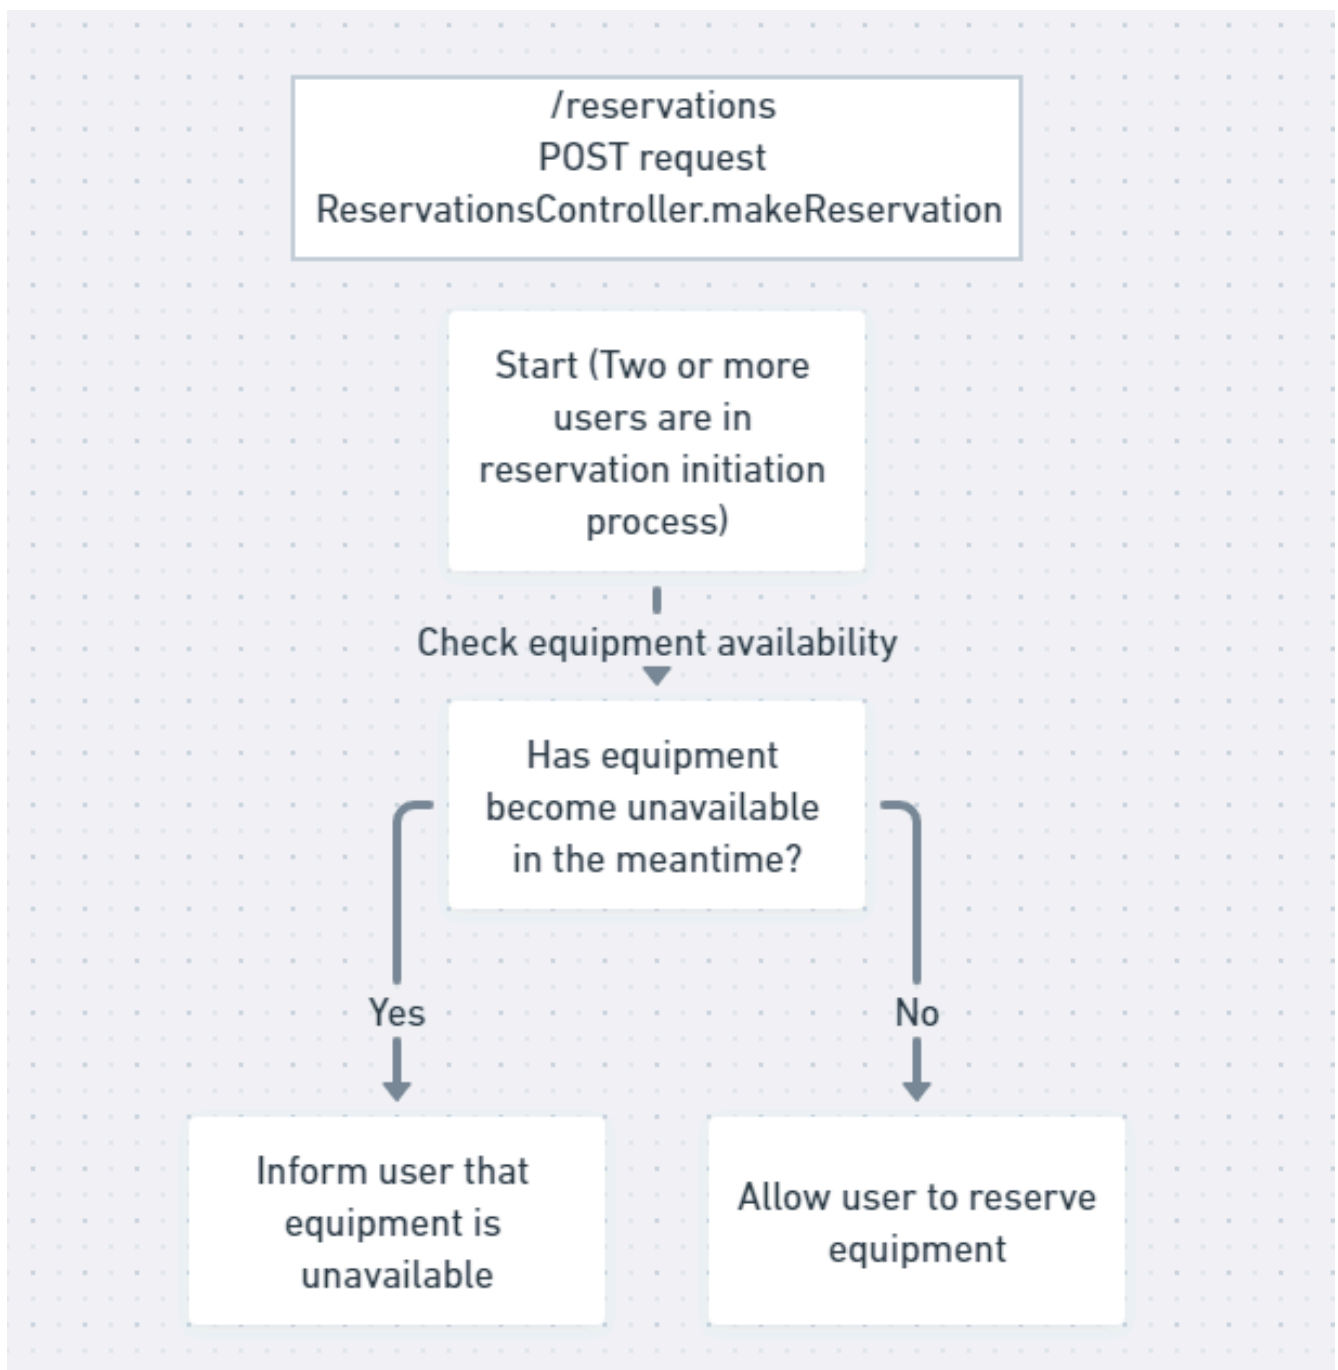 /reservations
POST request
ReservationsController.makeReservation
Start (Two or more
users are in
reservation initiation
process)
Check equipment availability
Has equipment
become unavailable
in the meantime?
Yes
No
Inform user that
equipment is
unavailable
Allow user to reserve
equipment